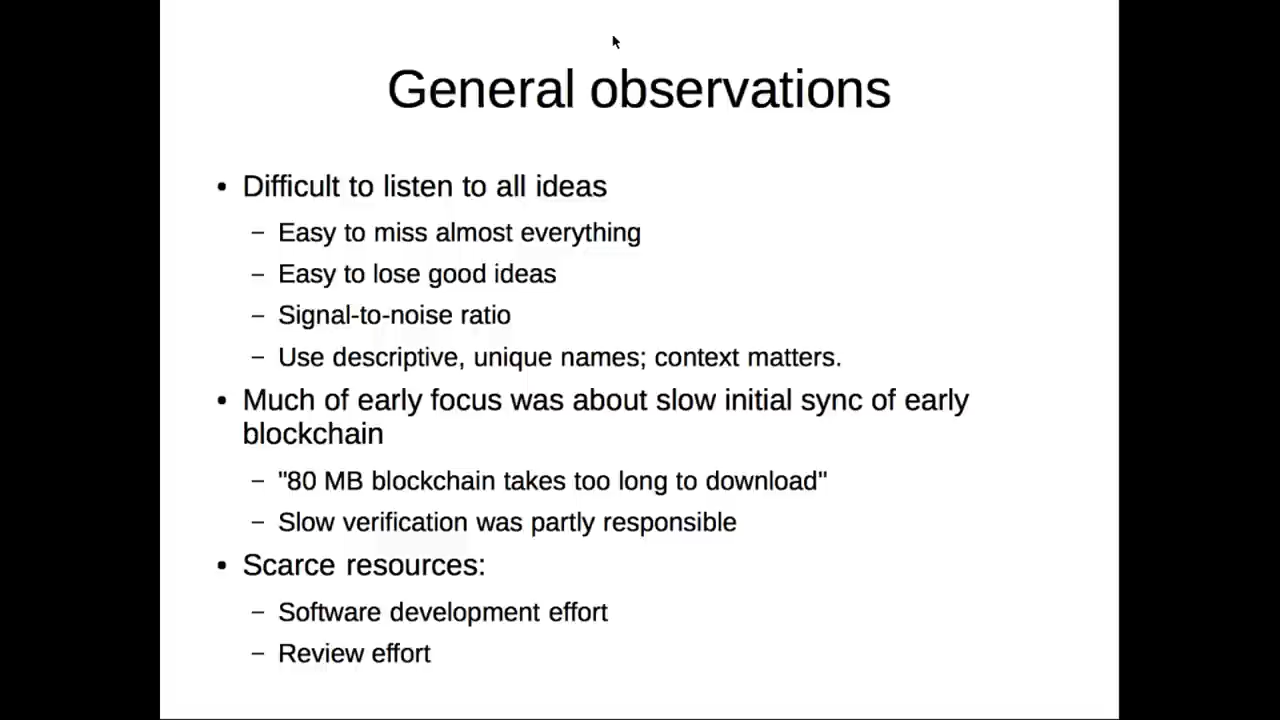 General observations
• Difficult to listen to all ideas
– Easy to miss almost everything
– Easy to lose good ideas
– Signal-to-noise ratio
– Use descriptive, unique names; context matters.
• Much of early focus was about slow initial sync of early
blockchain
– "80 MB blockchain takes too long to download"
– Slow verification was partly responsible
• Scarce resources:
– Software development effort
– Review effort